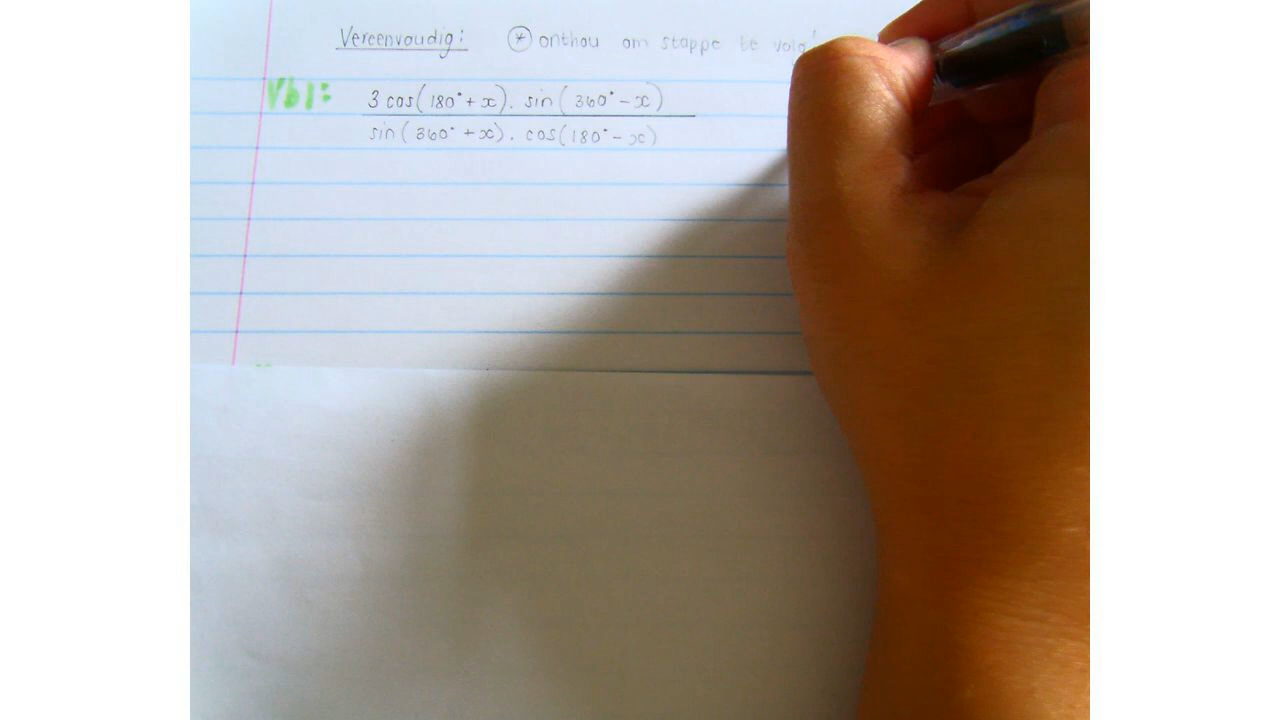 Vereenvoudig: * onthou om stappe te volg!
Vb1: 3 cos(180° + x). sin(360° - x)
sin(360° + x). cos(180° - x)